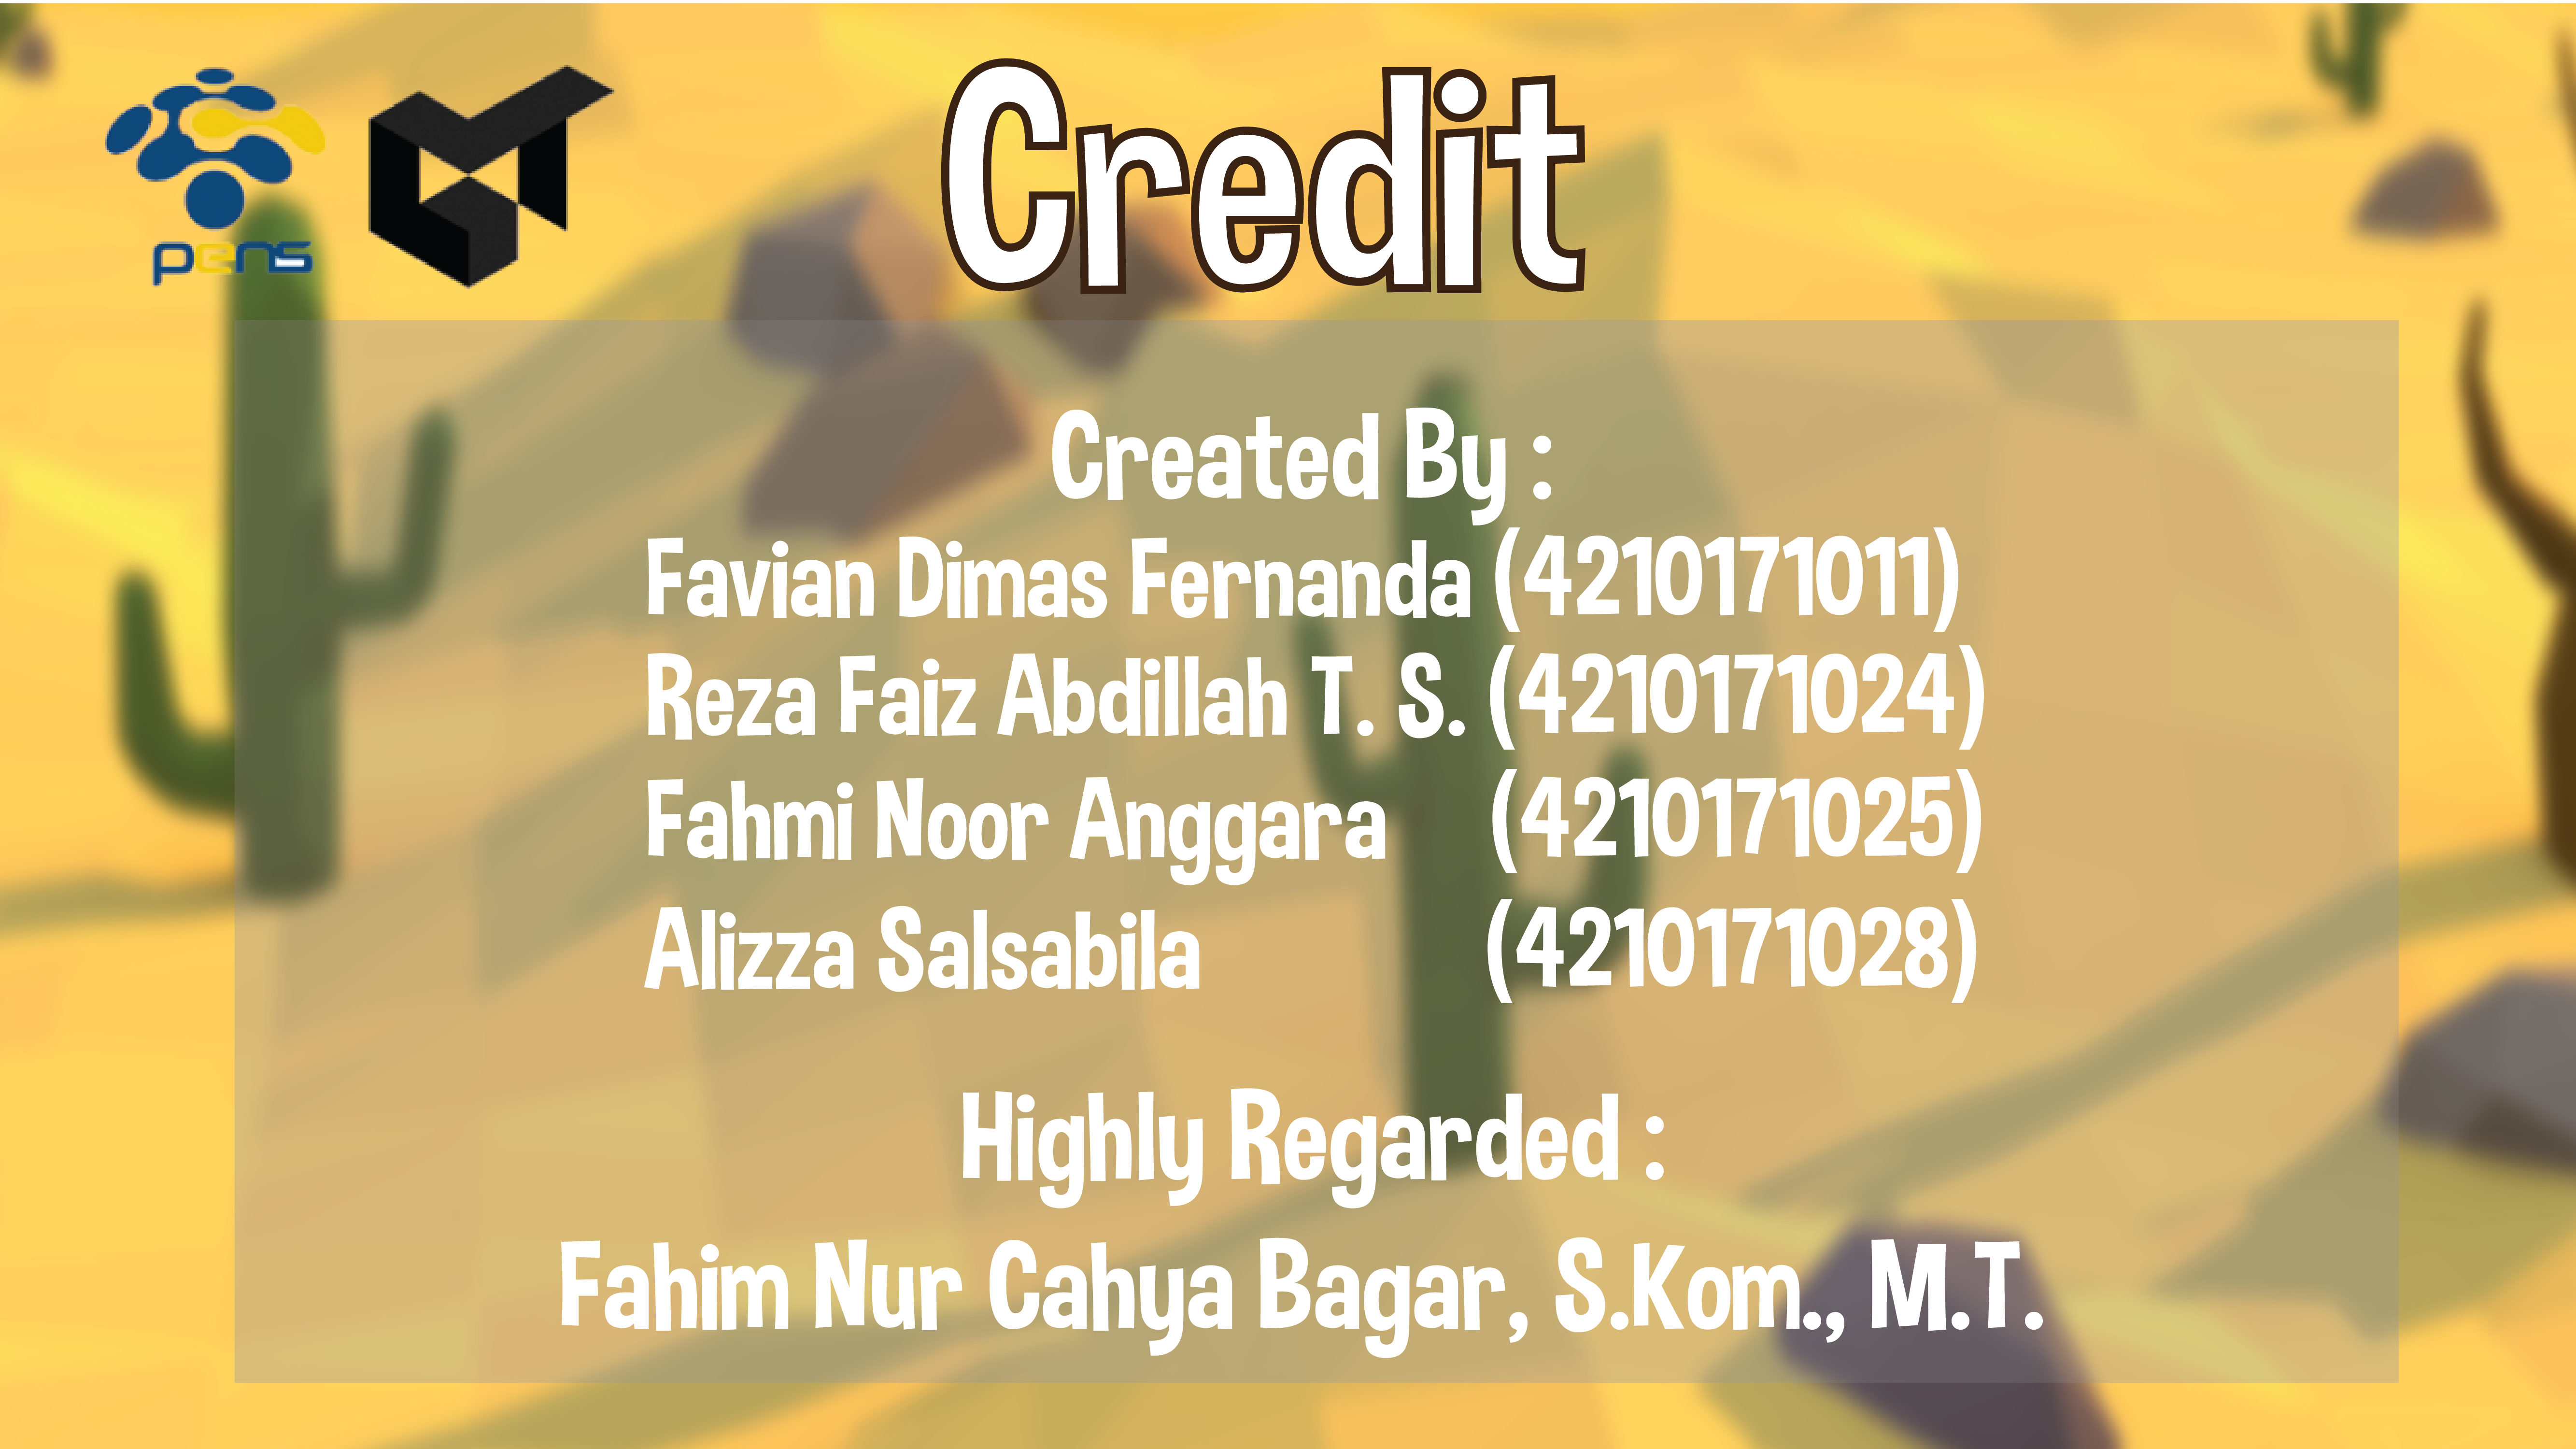 pens
Credit
Created By :
Favian Dimas Fernanda (4210171011)
Reza Faiz Abdillah T. S. (4210171024)
Fahmi Noor Anggara (4210171025)
Alizza Salsabila (4210171028)
Highly Regarded :
Fahim Nur Cahya Bagar, S.Kom., M.T.